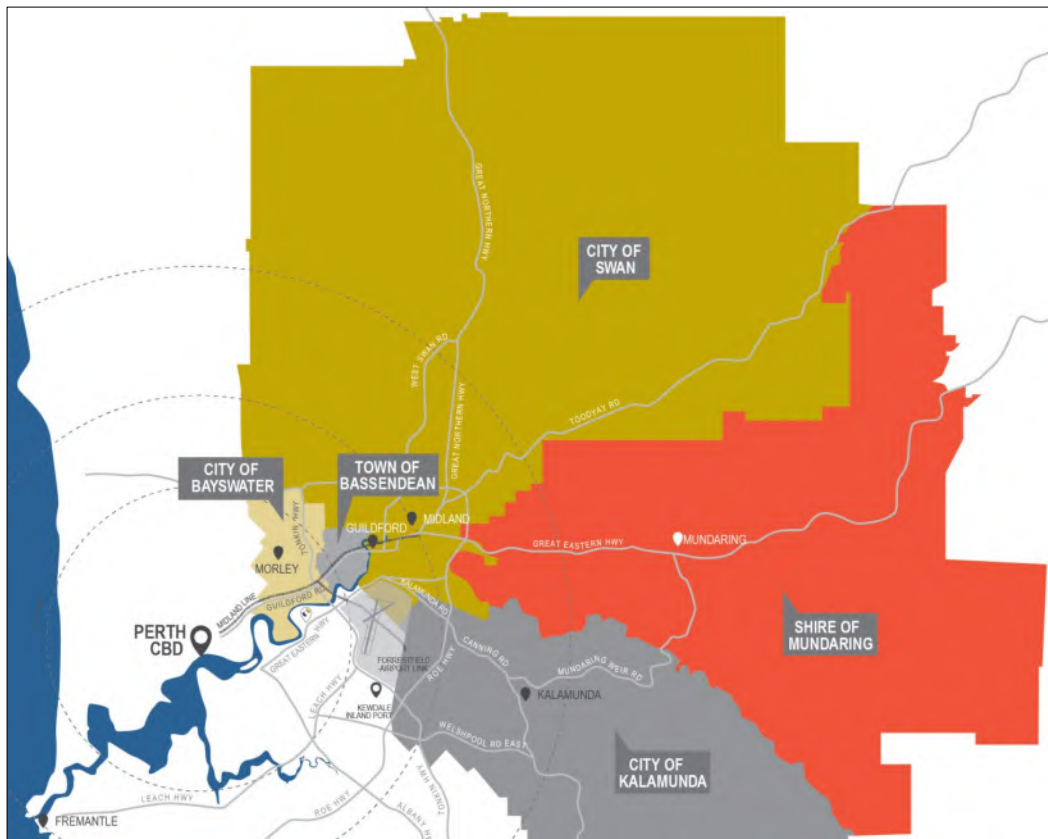 GREAT NORTHERN HWY
CITY OF
SWAN
WEST SWAN RD
GREAT NORTHERN HWY
TOODYAY RD
CITY OF
BAYSWATER
TOWN OF
BASSENDEAN
TONKIN HWY
GUILDFORD
MIDLAND
MORLEY
GREAT EASTERN HWY
MUNDARING
MIDLAND LINE
GUILDFORD RD
KALAMUNDA RD
SHIRE OF
MUNDARING
PERTH
CBD
GREAT EASTERN HWY
CANNING RD
FORRESTFIELD
-AIRPORT LINK
ROE HWY
MUNDARING WEIR RD
KEWDALE
INLAND PORT
KALAMUNDA
LEACH HWY
WELSHPOOL RD EAST
CITY OF
KALAMUNDA
LEACH HWY
ROE HWY
ALBANY H
TONKIN HWY
FREMANTLE